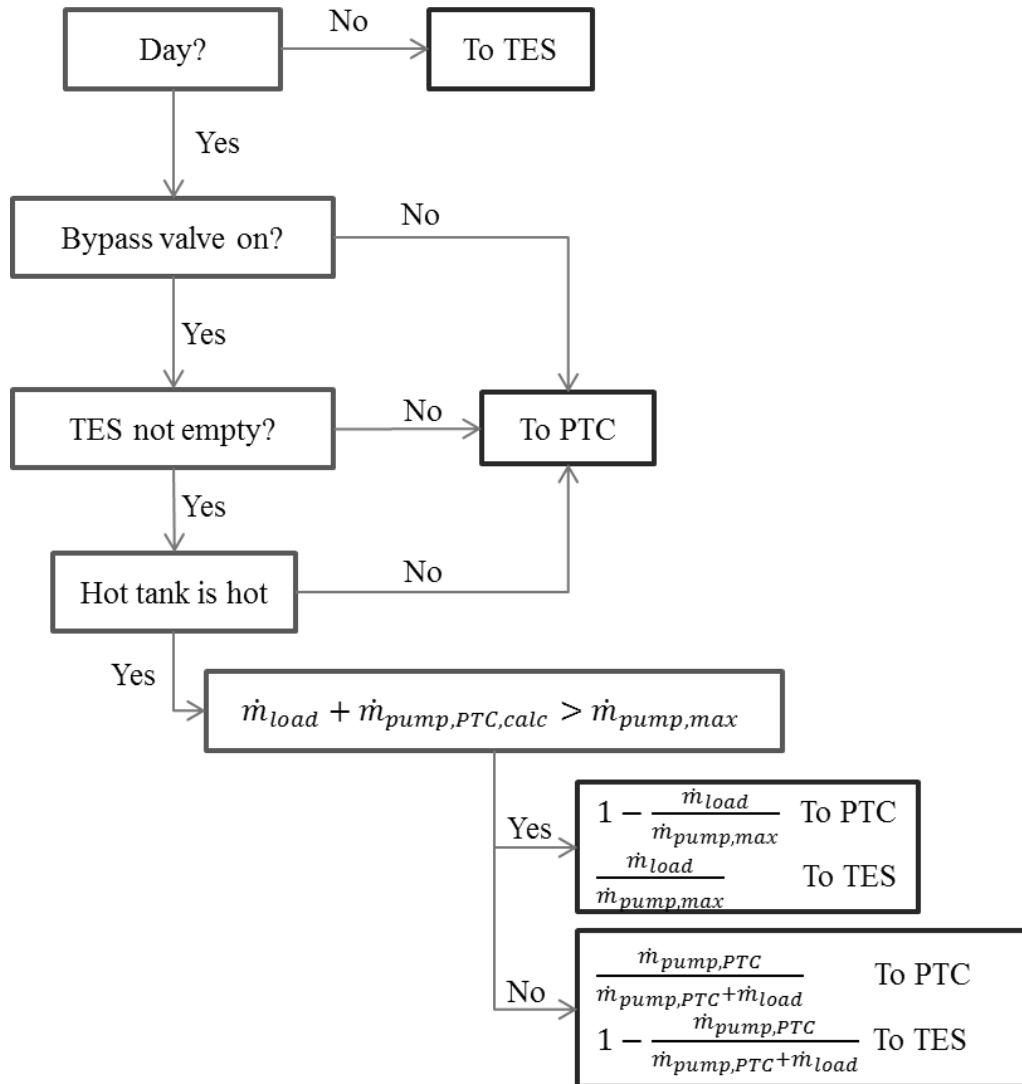 Day?
No
To TES
Yes
Bypass valve on?
No
Yes
TES not empty?
No
To PTC
Yes
Hot tank is hot
No
Yes
ṁ_load + ṁ_pump,PTC,calc > ṁ_pump,max
Yes
1 − ṁ_load / ṁ_pump,max To PTC
ṁ_load / ṁ_pump,max To TES
No
ṁ_pump,PTC / ṁ_pump,PTC+ṁ_load To PTC
1 − ṁ_pump,PTC / ṁ_pump,PTC+ṁ_load To TES